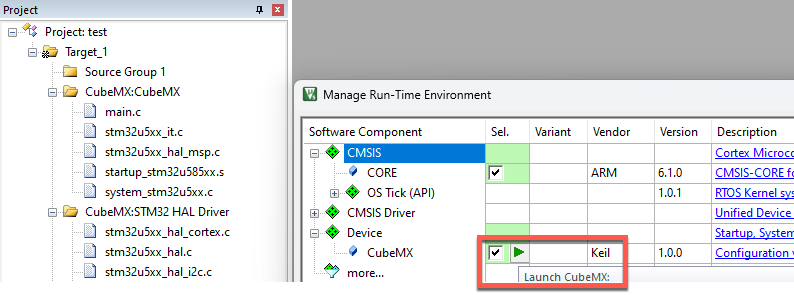 Project
Project: test
Target_1
Source Group 1
CubeMX:CubeMX
main.c
stm32u5xx_it.c
stm32u5xx_hal_msp.c
startup_stm32u585xx.s
system_stm32u5xx.c
CubeMX:STM32 HAL Driver
stm32u5xx_hal_cortex.c
stm32u5xx_hal.c
stm32u5xx_hal_i2c.c
Manage Run-Time Environment
Software Component Sel. Variant Vendor Version Description
CMSIS Cortex Microco
CORE ARM 6.1.0 CMSIS-CORE fo
OS Tick (API) 1.0.1 RTOS Kernel sys
CMSIS Driver Unified Device
Device Startup, System
CubeMX Keil 1.0.0 Configuration v
more...
Launch CubeMX: